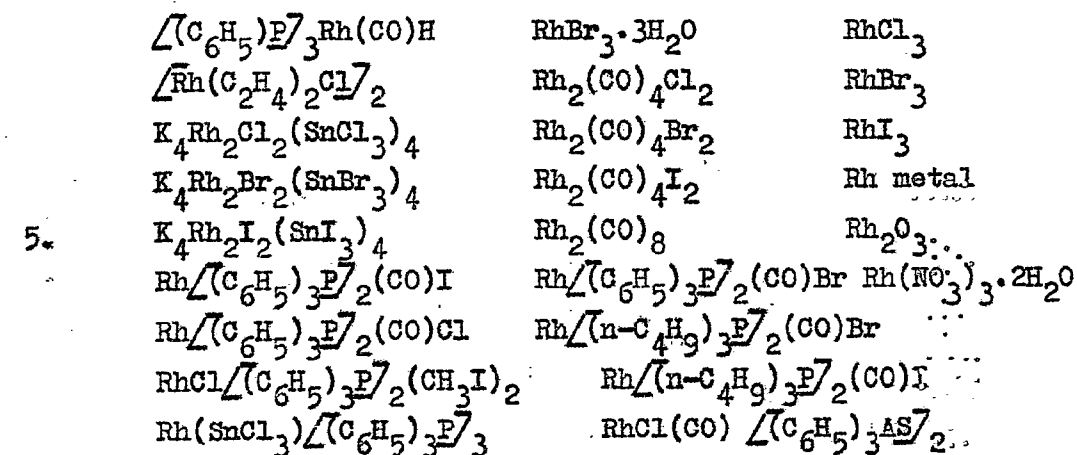 [(C6H5)P]3Rh(CO)H RhBr3·3H2O RhCl3
[Rh(C2H4)2Cl]2 Rh2(CO)4Cl2 RhBr3
K4Rh2Cl2(SnCl3)4 Rh2(CO)4Br2 RhI3
K4Rh2Br2(SnBr3)4 Rh2(CO)4I2 Rh metal
5. K4Rh2I2(SnI3)4 Rh2(CO)8 Rh2O3
Rh[(C6H5)3P]2(CO)I Rh[(C6H5)3P]2(CO)Br Rh(NO3)3·2H2O
Rh[(C6H5)3P]2(CO)Cl Rh[(n-C4H9)3P]2(CO)Br
RhCl[(C6H5)3P]2(CH3I)2 Rh[(n-C4H9)3P]2(CO)I
Rh(SnCl3)[(C6H5)3P]3 RhCl(CO) [(C6H5)3AS]2